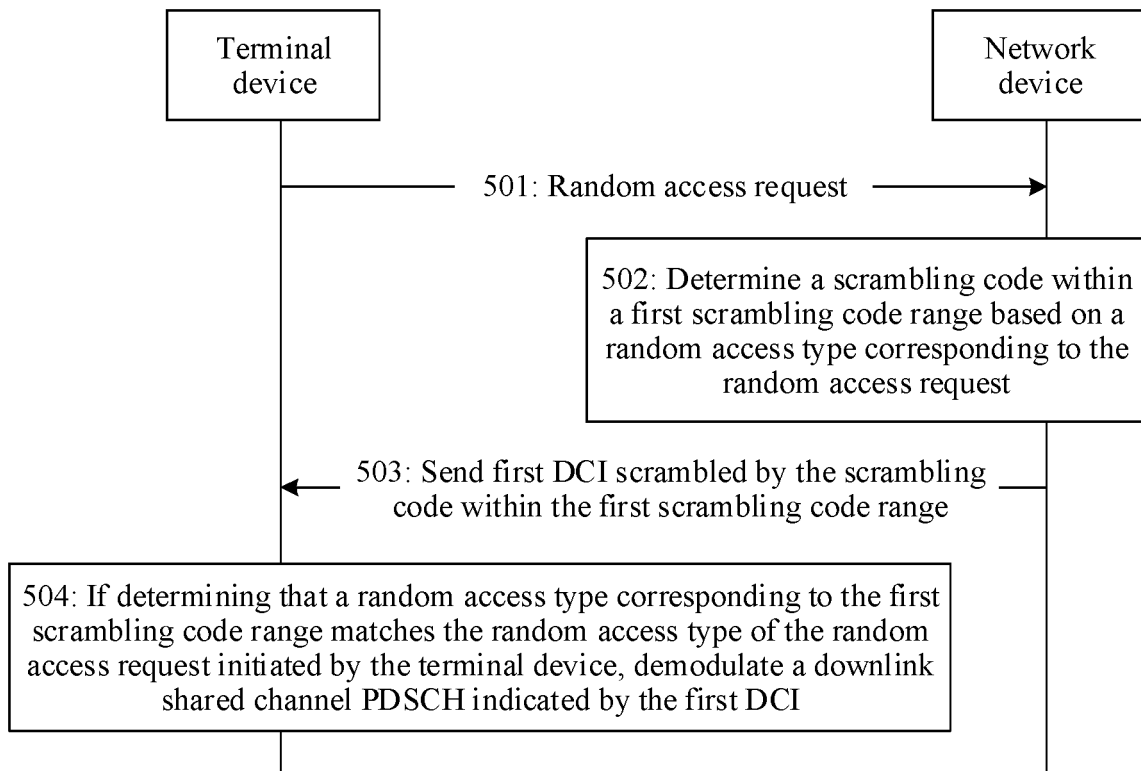 Terminal
device
Network
device
501: Random access request
502: Determine a scrambling code within
a first scrambling code range based on a
random access type corresponding to the
random access request
503: Send first DCI scrambled by the scrambling
code within the first scrambling code range
504: If determining that a random access type corresponding to the first
scrambling code range matches the random access type of the random
access request initiated by the terminal device, demodulate a downlink
shared channel PDSCH indicated by the first DCI